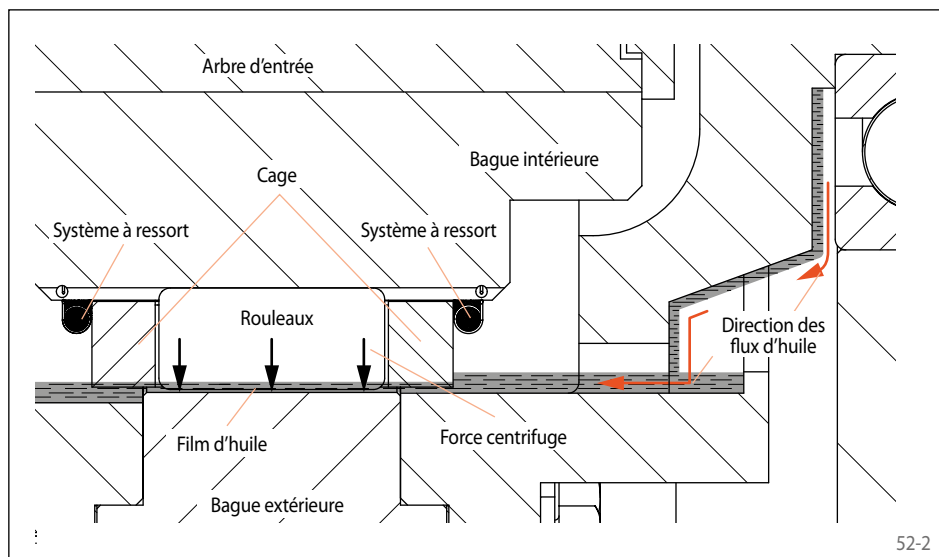 Arbre d'entrée
Bague intérieure
Cage
Système à ressort
Système à ressort
Rouleaux
Direction des
flux d'huile
Film d'huile
Force centrifuge
Bague extérieure
52-2